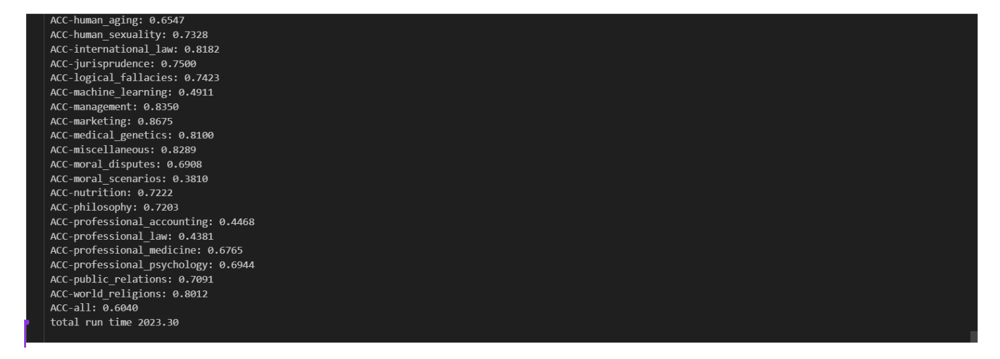 ACC-human_aging: 0.6547
ACC-human_sexuality: 0.7328
ACC-international_law: 0.8182
ACC-jurisprudence: 0.7500
ACC-logical_fallacies: 0.7423
ACC-machine_learning: 0.4911
ACC-management: 0.8350
ACC-marketing: 0.8675
ACC-medical_genetics: 0.8100
ACC-miscellaneous: 0.8289
ACC-moral_disputes: 0.6908
ACC-moral_scenarios: 0.3810
ACC-nutrition: 0.7222
ACC-philosophy: 0.7203
ACC-professional_accounting: 0.4468
ACC-professional_law: 0.4381
ACC-professional_medicine: 0.6765
ACC-professional_psychology: 0.6944
ACC-public_relations: 0.7091
ACC-world_religions: 0.8012
ACC-all: 0.6040
total run time 2023.30